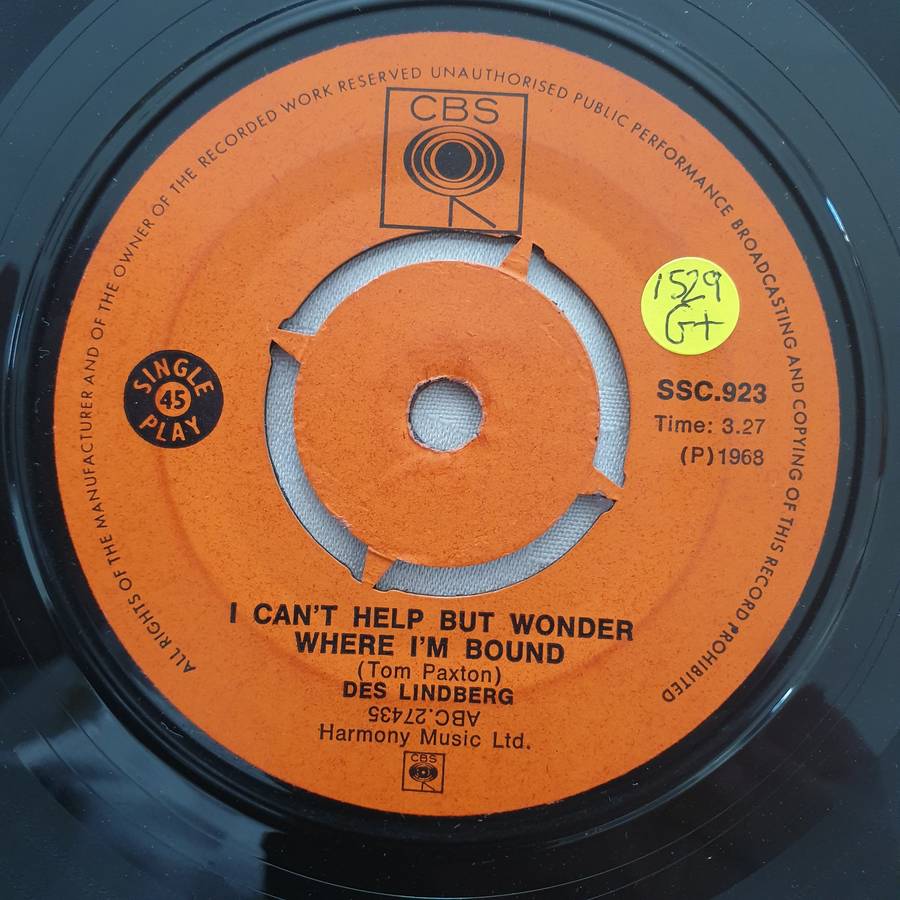 ALL RIGHTS OF THE MANUFACTURER AND OF THE OWNER OF THE RECORDED WORK RESERVED UNAUTHORISED PUBLIC PERFORMANCE BROADCASTING AND COPYING OF THIS RECORD PROHIBITED
CBS
1529
G+
SINGLE
45
PLAY
SSC.923
Time: 3.27
(P)1968
I CAN'T HELP BUT WONDER
WHERE I'M BOUND
(Tom Paxton)
DES LINDBERG
ABC.27435
Harmony Music Ltd.
CBS